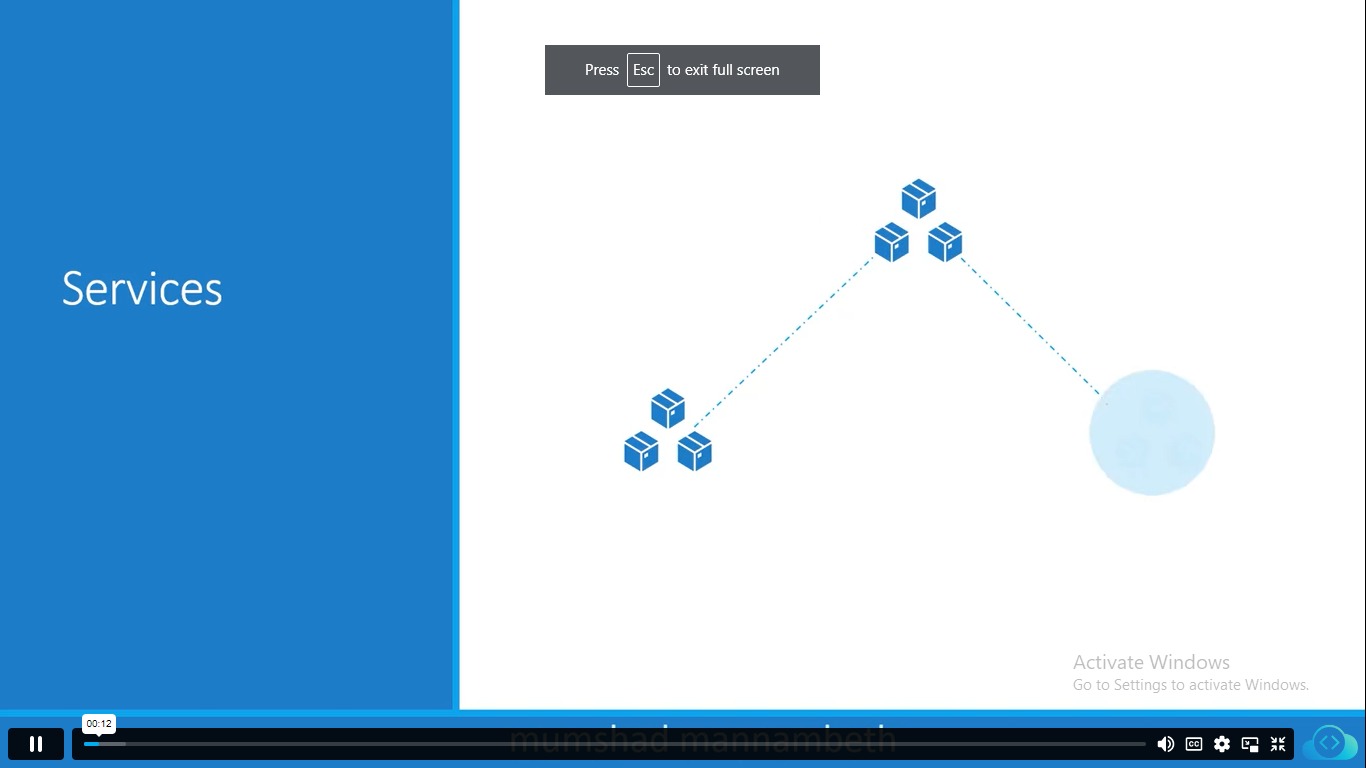 Press Esc to exit full screen
Services
Activate Windows
Go to Settings to activate Windows.
00:12
mumshad mannambeth
CC